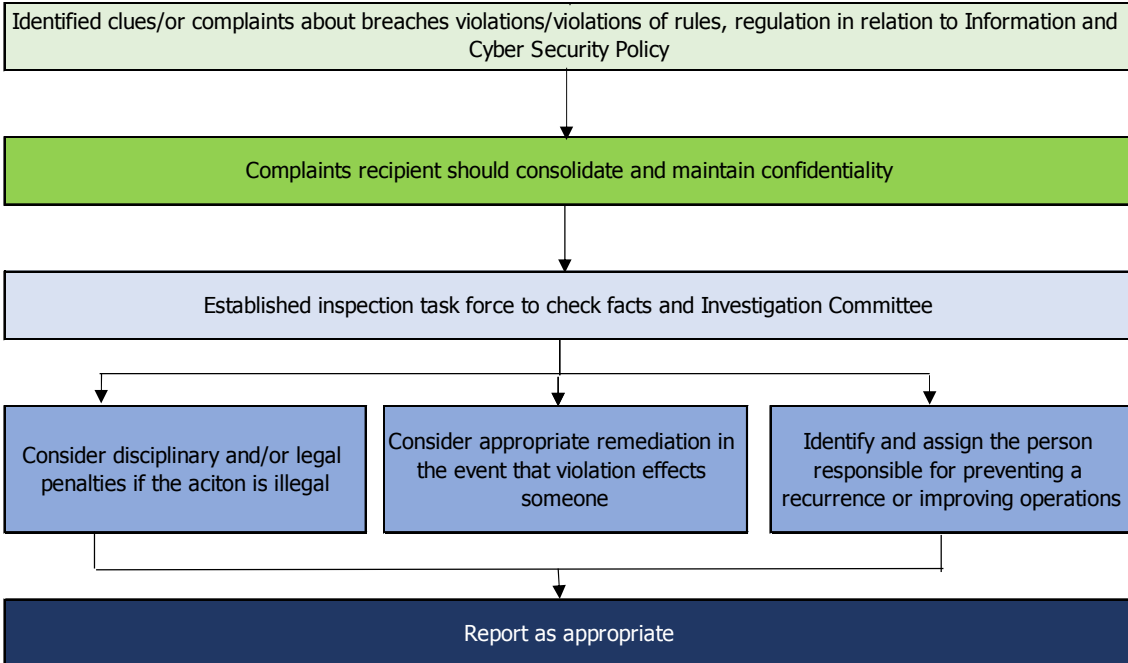 Identified clues/or complaints about breaches violations/violations of rules, regulation in relation to Information and
Cyber Security Policy
Complaints recipient should consolidate and maintain confidentiality
Established inspection task force to check facts and Investigation Committee
Consider disciplinary and/or legal
penalties if the aciton is illegal
Consider appropriate remediation in
the event that violation effects
someone
Identify and assign the person
responsible for preventing a
recurrence or improving operations
Report as appropriate